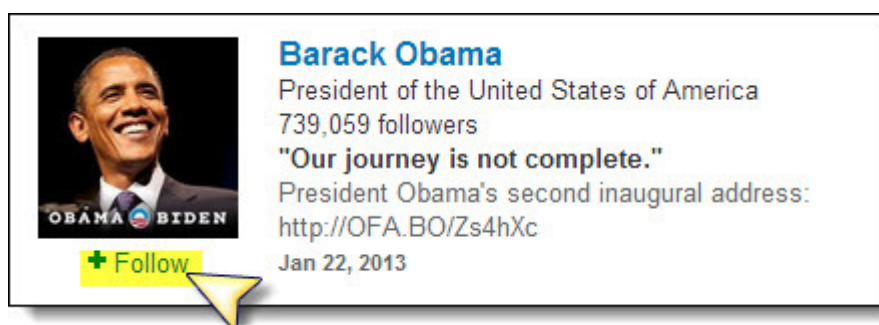 OBAMA BIDEN
+ Follow
Barack Obama
President of the United States of America
739,059 followers
"Our journey is not complete."
President Obama's second inaugural address:
http://OFA.BO/Zs4hXc
Jan 22, 2013